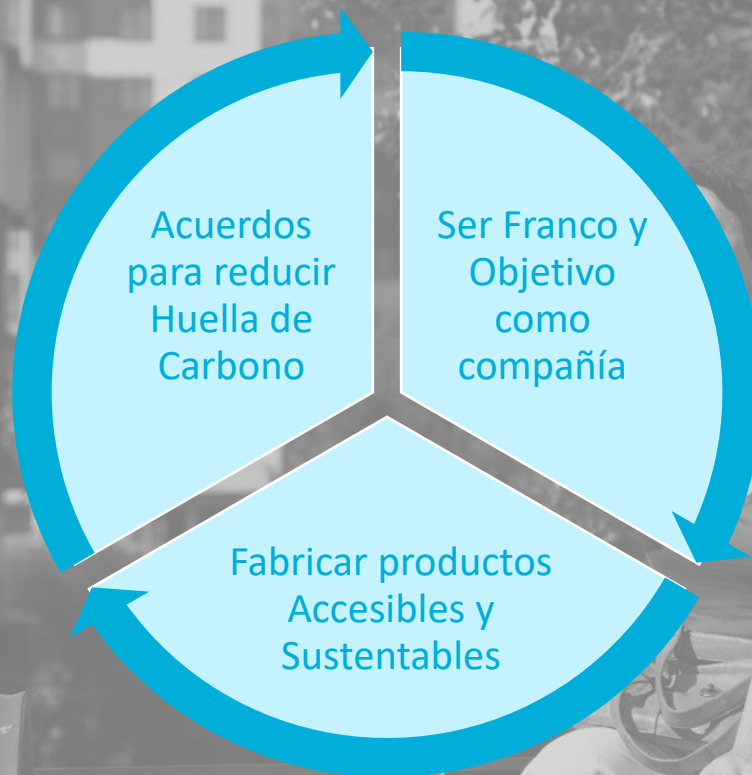 Acuerdos
para reducir
Huella de
Carbono
Ser Franco y
Objetivo
como
compañía
Fabricar productos
Accesibles y
Sustentables